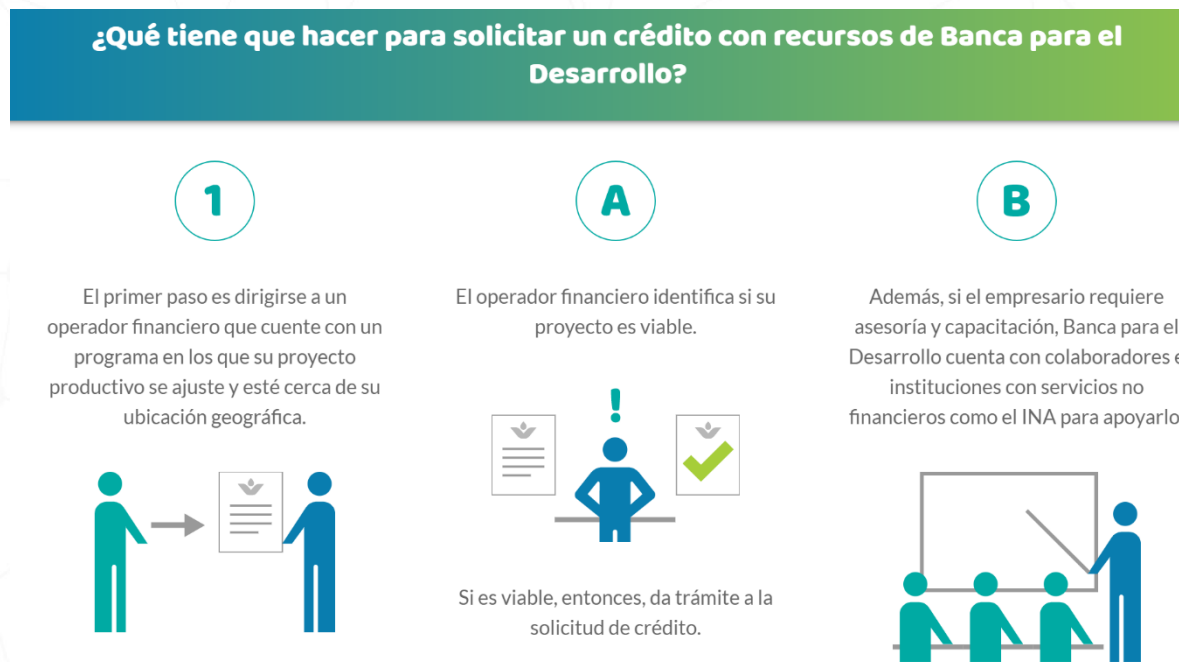 ¿Qué tiene que hacer para solicitar un crédito con recursos de Banca para el
Desarrollo?
1
El primer paso es dirigirse a un
operador financiero que cuente con un
programa en los que su proyecto
productivo se ajuste y esté cerca de su
ubicación geográfica.
A
El operador financiero identifica si su
proyecto es viable.
!
Si es viable, entonces, da trámite a la
solicitud de crédito.
B
Además, si el empresario requiere
asesoría y capacitación, Banca para el
Desarrollo cuenta con colaboradores e
instituciones con servicios no
financieros como el INA para apoyarlo